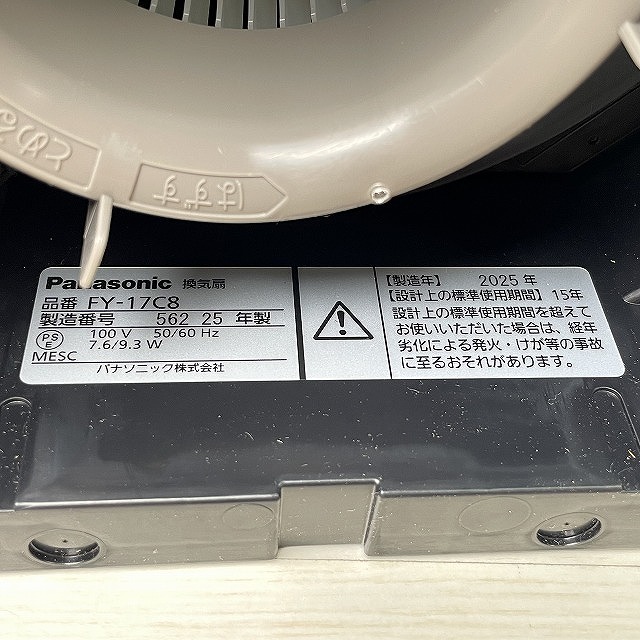 はずす
Panasonic 換気扇
品番 FY-17C8
製造番号 562 25 年製
PS E 100 V 50/60 Hz
7.6/9.3 W
MESC
パナソニック株式会社
【製造年】 2025 年
【設計上の標準使用期間】 15年
設計上の標準使用期間を超えて
お使いいただいた場合は、経年
劣化による発火・けが等の事故
に至るおそれがあります。